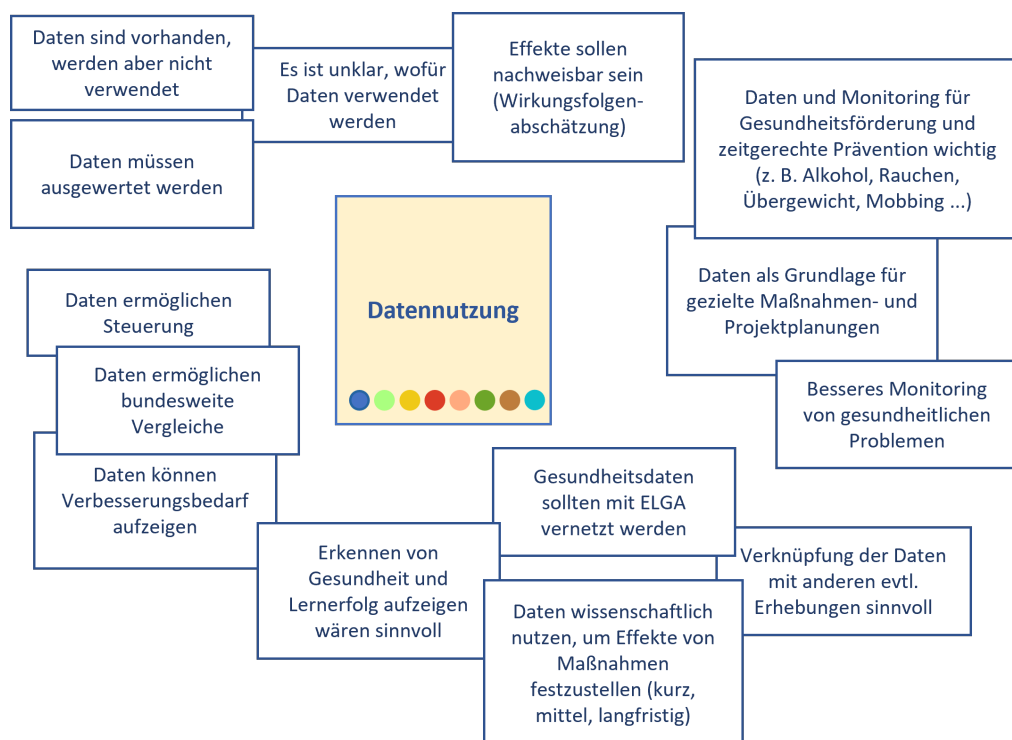 Daten sind vorhanden,
werden aber nicht
verwendet
Es ist unklar, wofür
Daten verwendet
werden
Effekte sollen
nachweisbar sein
(Wirkungsfolgen-
abschätzung)
Daten und Monitoring für
Gesundheitsförderung und
zeitgerechte Prävention wichtig
(z. B. Alkohol, Rauchen,
Übergewicht, Mobbing ...)
Daten müssen
ausgewertet werden
Datennutzung
Daten als Grundlage für
gezielte Maßnahmen- und
Projektplanungen
Daten ermöglichen
Steuerung
Daten ermöglichen
bundesweite
Vergleiche
Besseres Monitoring
von gesundheitlichen
Problemen
Daten können
Verbesserungsbedarf
aufzeigen
Gesundheitsdaten
sollten mit ELGA
vernetzt werden
Erkennen von
Gesundheit und
Lernerfolg aufzeigen
wären sinnvoll
Verknüpfung der Daten
mit anderen evtl.
Erhebungen sinnvoll
Daten wissenschaftlich
nutzen, um Effekte von
Maßnahmen
festzustellen (kurz,
mittel, langfristig)